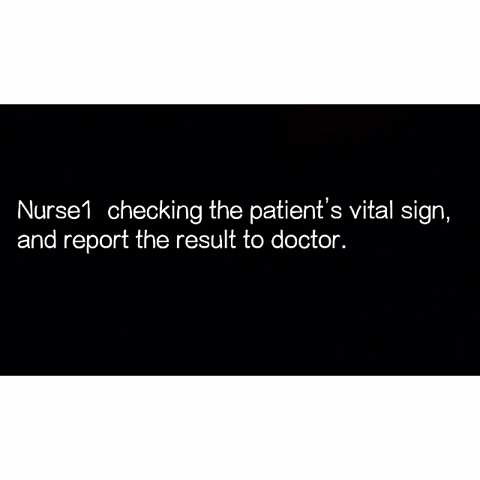 Nurse1 checking the patient's vital sign,
and report the result to doctor.